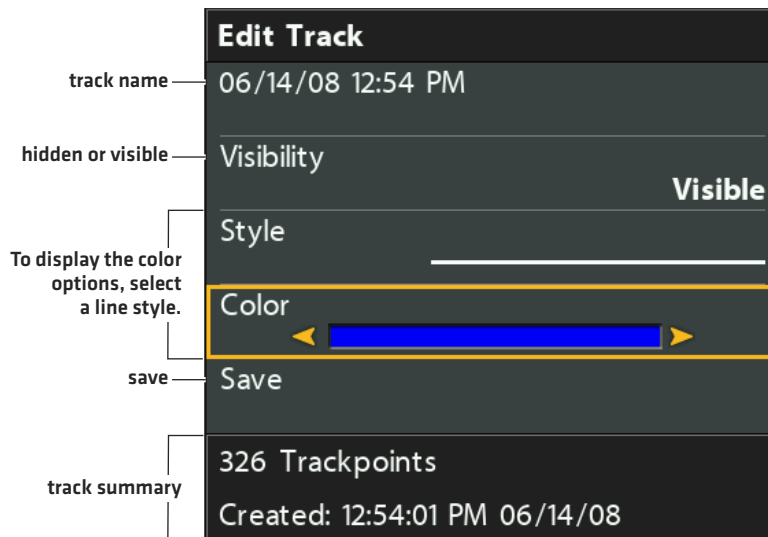 Edit Track
track name
06/14/08 12:54 PM
hidden or visible
Visibility
Visible
Style
To display the color
options, select
a line style.
Color
save
Save
track summary
326 Trackpoints
Created: 12:54:01 PM 06/14/08